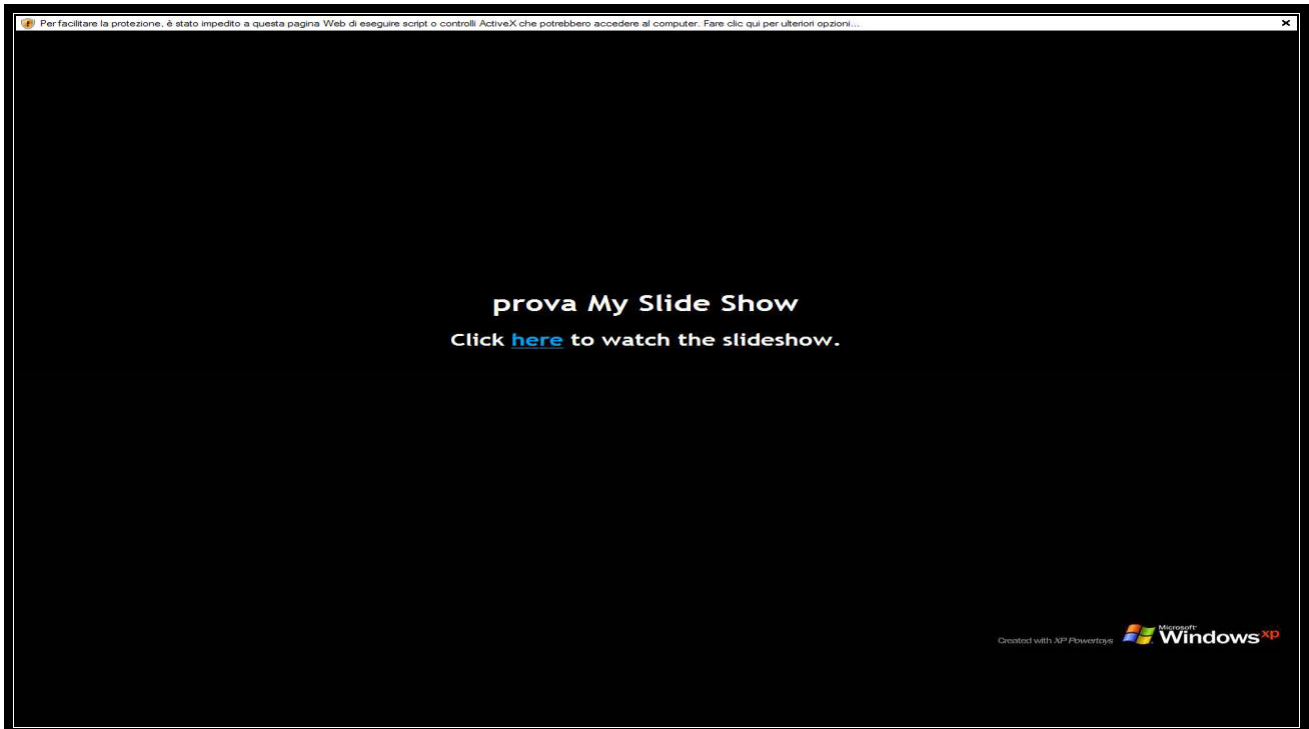 Per facilitare la protezione, è stato impedito a questa pagina Web di eseguire script o controlli ActiveX che potrebbero accedere al computer. Fare clic qui per ulteriori opzioni...
prova My Slide Show
Click here to watch the slideshow.
Created with XP Powertoys
Microsoft
Windows xp